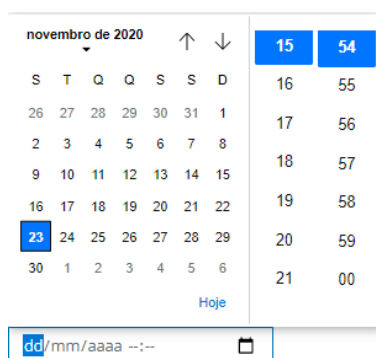 novembro de 2020
S T Q Q S S D
26 27 28 29 30 31 1
2 3 4 5 6 7 8
9 10 11 12 13 14 15
16 17 18 19 20 21 22
23 24 25 26 27 28 29
30 1 2 3 4 5 6
Hoje
15 54
16 55
17 56
18 57
19 58
20 59
21 00
dd/mm/aaaa --:--